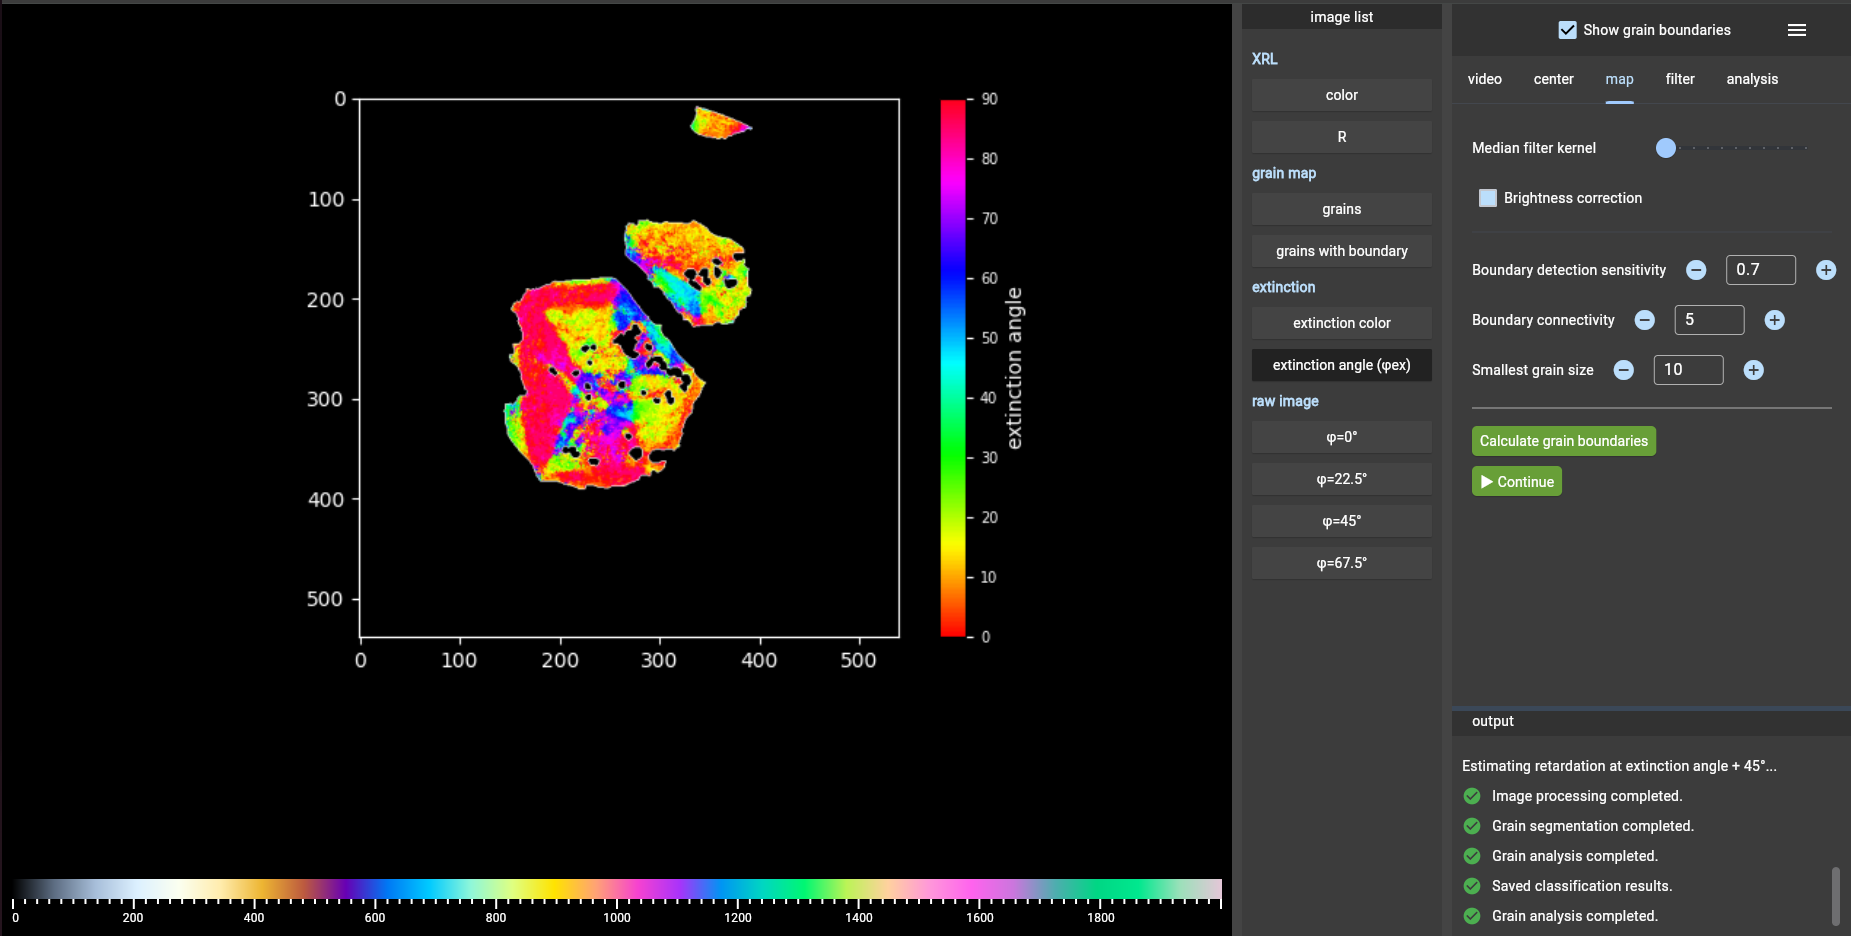 0
100
200
300
400
500
0 100 200 300 400 500
90
80
70
60
50
40
30
20
10
0
extinction angle
0 200 400 600 800 1000 1200 1400 1600 1800
image list
XRL
color
R
grain map
grains
grains with boundary
extinction
extinction color
extinction angle (φex)
raw image
φ=0°
φ=22.5°
φ=45°
φ=67.5°
Show grain boundaries
video center map filter analysis
Median filter kernel
Brightness correction
Boundary detection sensitivity 0.7
Boundary connectivity 5
Smallest grain size 10
Calculate grain boundaries
Continue
output
Estimating retardation at extinction angle + 45°...
Image processing completed.
Grain segmentation completed.
Grain analysis completed.
Saved classification results.
Grain analysis completed.